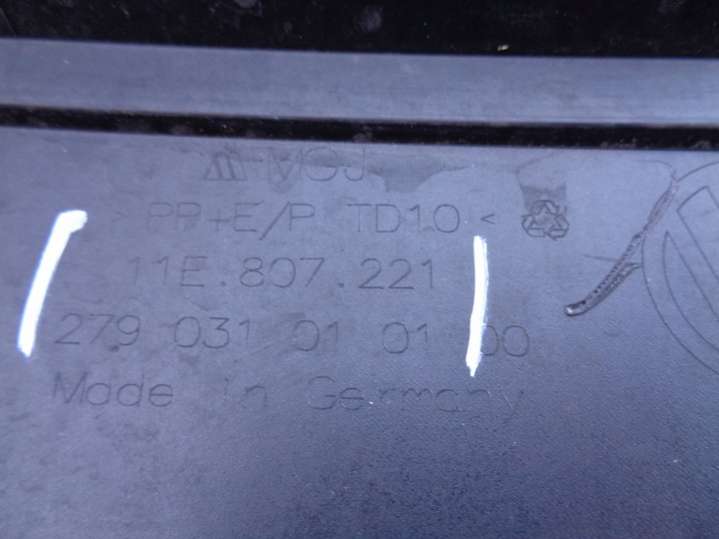 MGJ
>PP+E/P TD10<
11E.807.221
279 031 01 01 00
Made in Germany